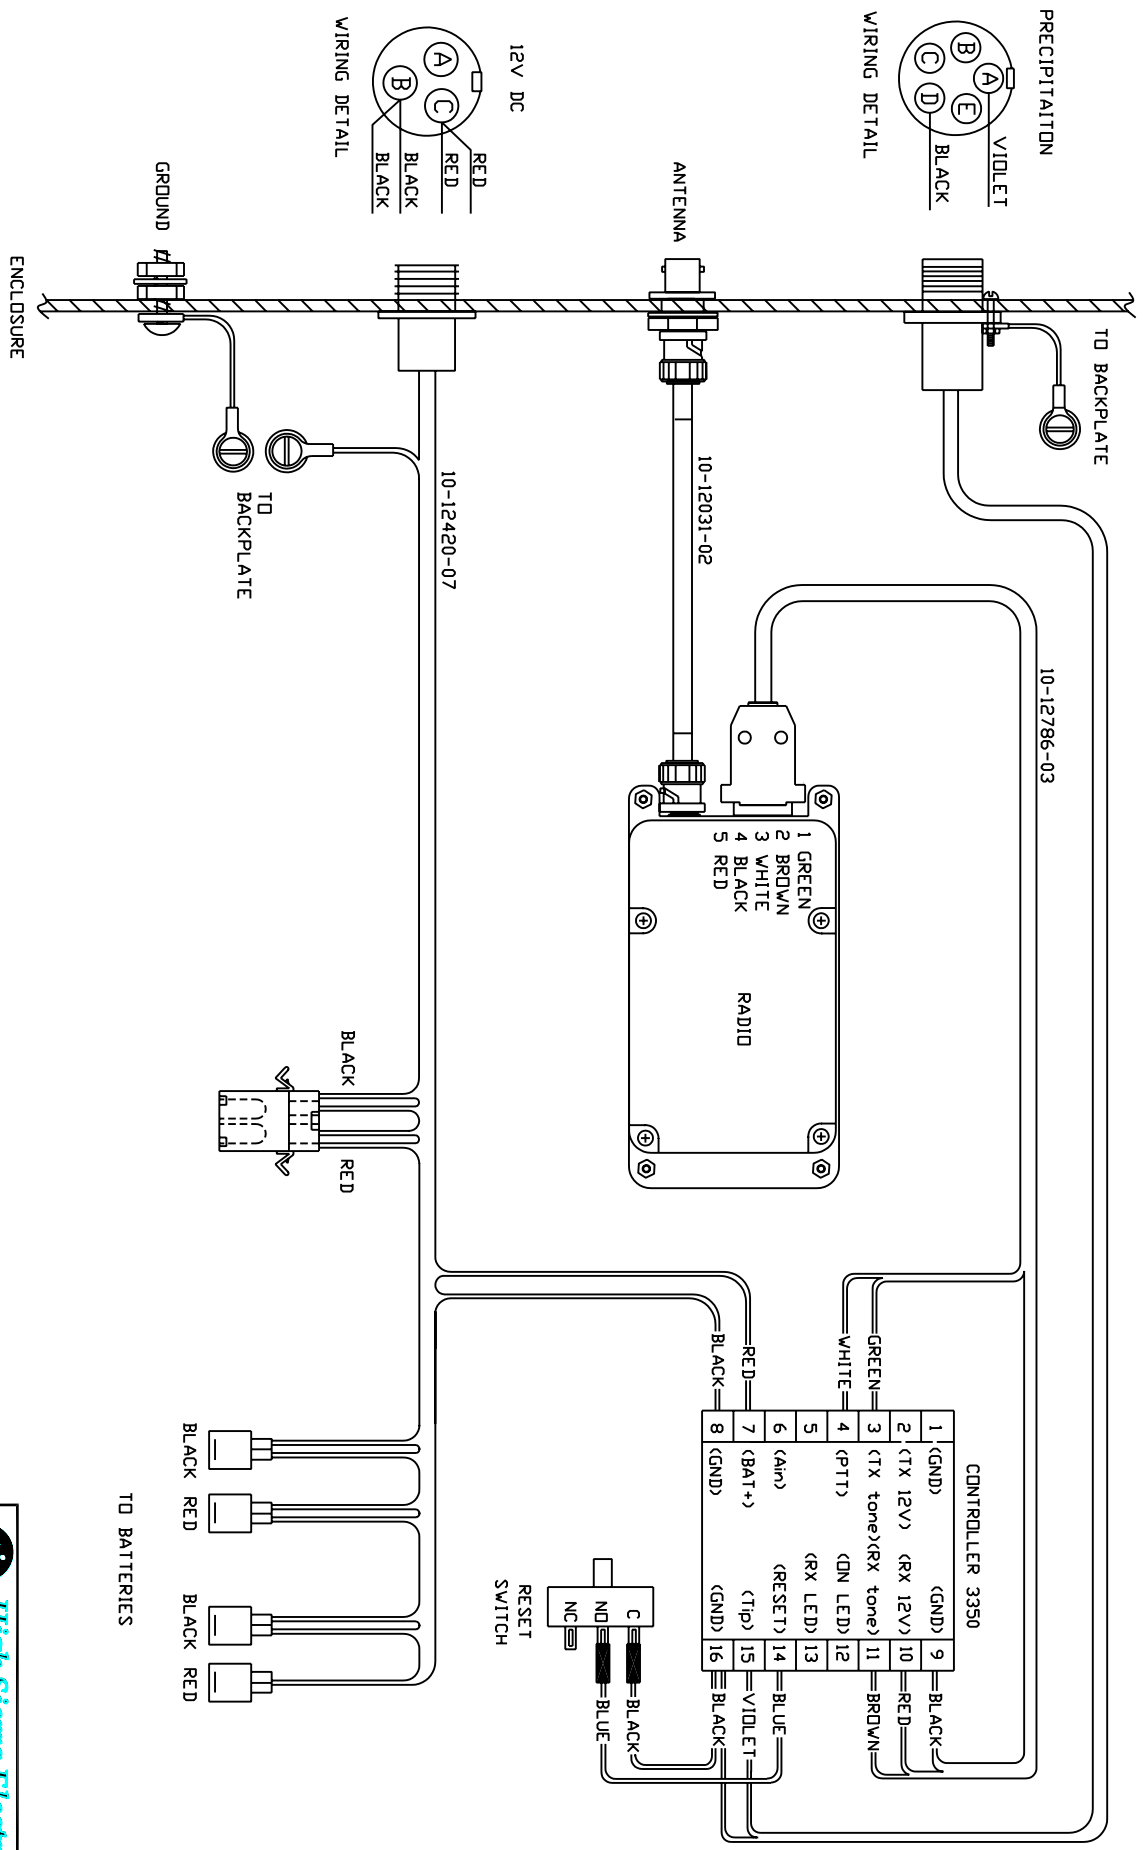 PRECIPITAITON
A
B
C
D
E
VIOLET
BLACK
WIRING DETAIL
12V DC
A
B
C
RED
RED
BLACK
BLACK
WIRING DETAIL
ANTENNA
GROUND
ENCLOSURE
TO BACKPLATE
TO
BACKPLATE
10-12031-02
10-12420-07
10-12786-03
1 GREEN
2 BROWN
3 WHITE
4 BLACK
5 RED
RADIO
BLACK
RED
GREEN
WHITE
RED
BLACK
CONTROLLER 3350
1 (GND) (GND) 9
2 (TX 12V) (RX 12V) 10
3 (TX tone)(RX tone) 11
4 (PTT) (ON LED) 12
5 (RX LED) 13
6 (Ain) (RESET) 14
7 (BAT+) (Tip) 15
8 (GND) (GND) 16
BLACK
RED
BROWN
BLUE
VIOLET
BLACK
C
NO
NC
BLACK
BLUE
RESET
SWITCH
BLACK
RED
BLACK
RED
TO BATTERIES
High Sierra